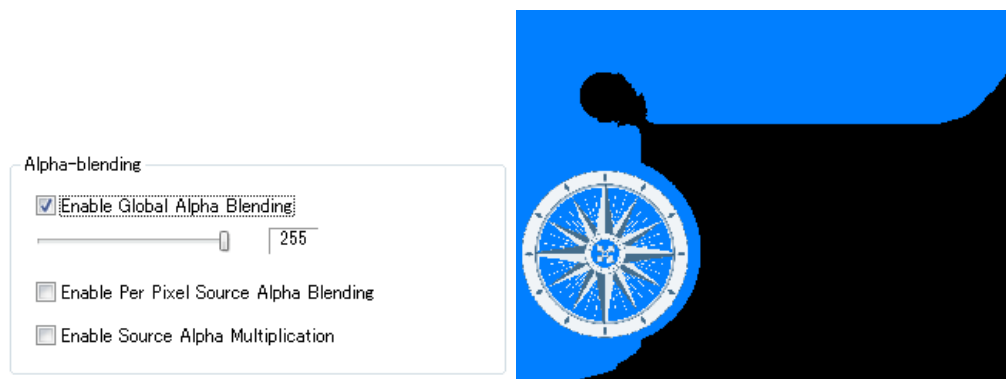 Alpha-blending
Enable Global Alpha Blending
255
Enable Per Pixel Source Alpha Blending
Enable Source Alpha Multiplication